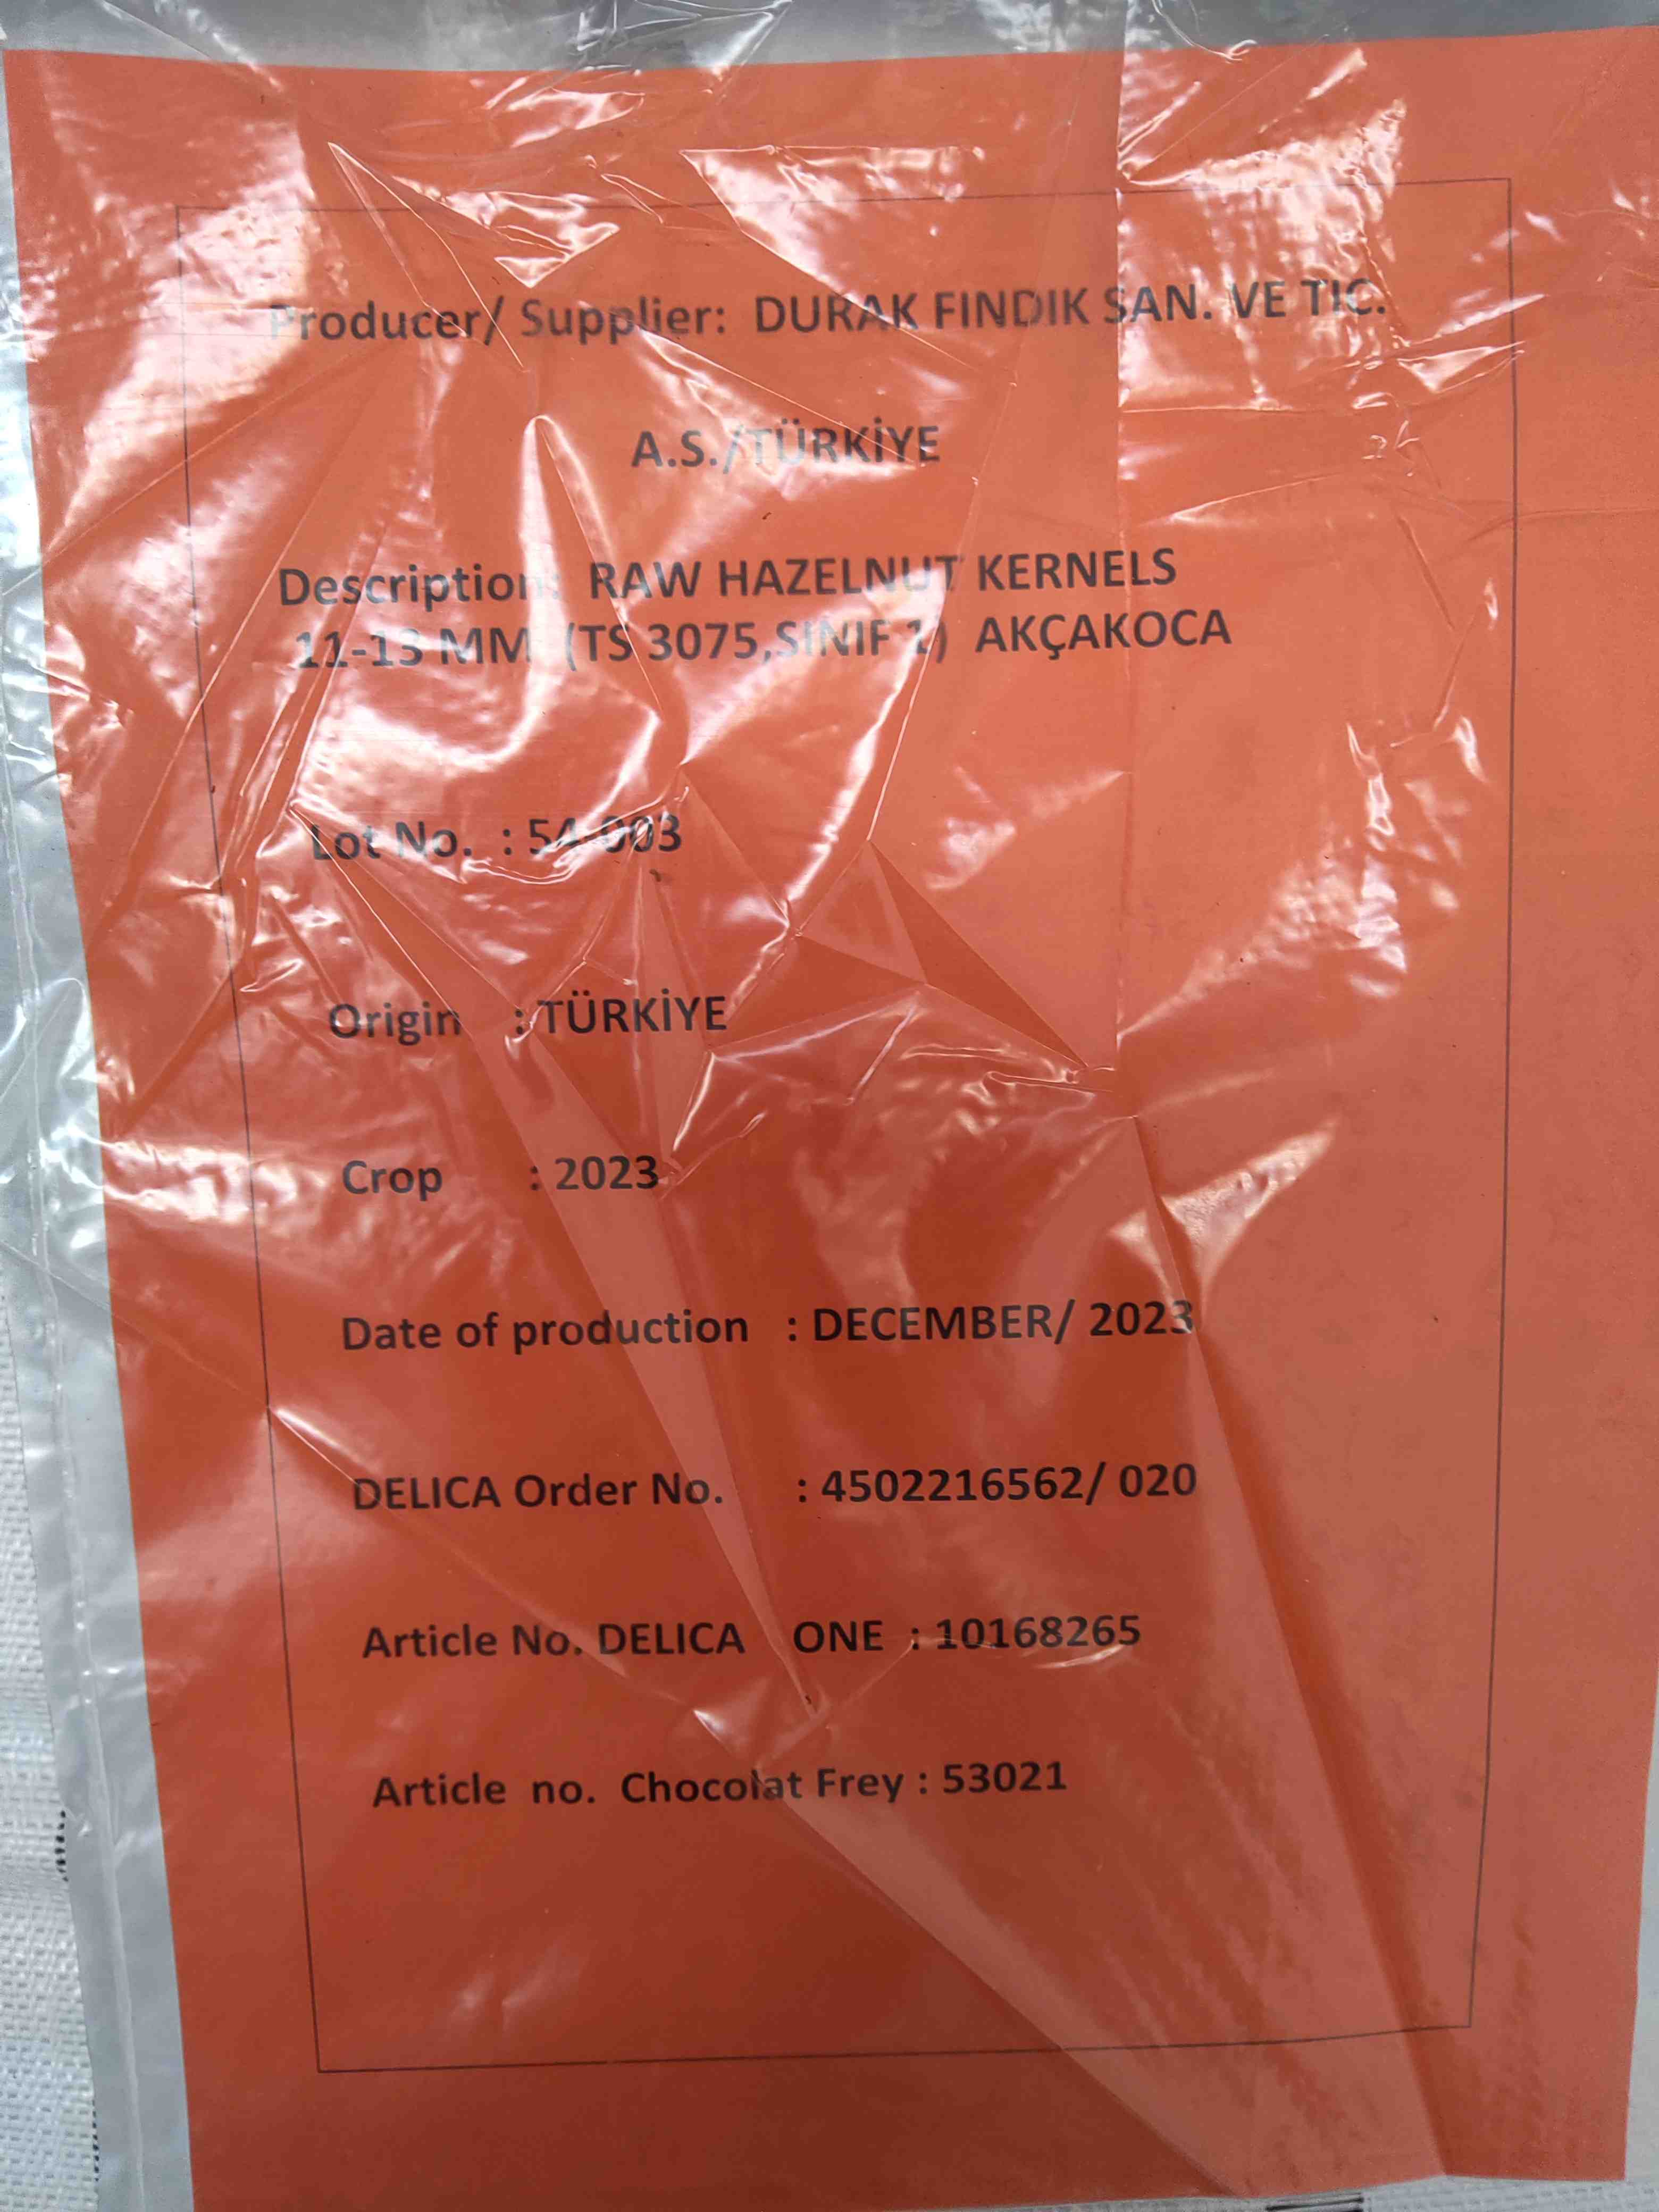 Producer/ Supplier: DURAK FINDIK SAN. VE TIC.
A.S./TÜRKİYE
Description: RAW HAZELNUT KERNELS
11-13 MM (TS 3075,SINIF 1) AKÇAKOCA
Lot No. : 54-003
Origin : TÜRKİYE
Crop : 2023
Date of production : DECEMBER/ 2023
DELICA Order No. : 4502216562/ 020
Article No. DELICA ONE : 10168265
Article no. Chocolat Frey : 53021